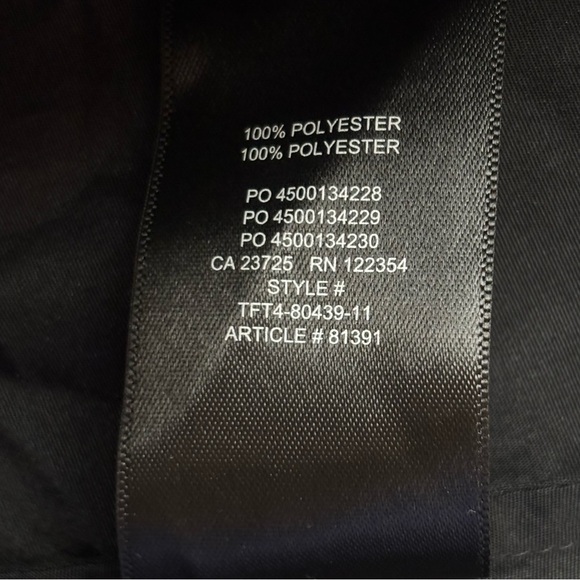 100% POLYESTER
100% POLYESTER
PO 4500134228
PO 4500134229
PO 4500134230
CA 23725 RN 122354
STYLE #
TFT4-80439-11
ARTICLE # 81391